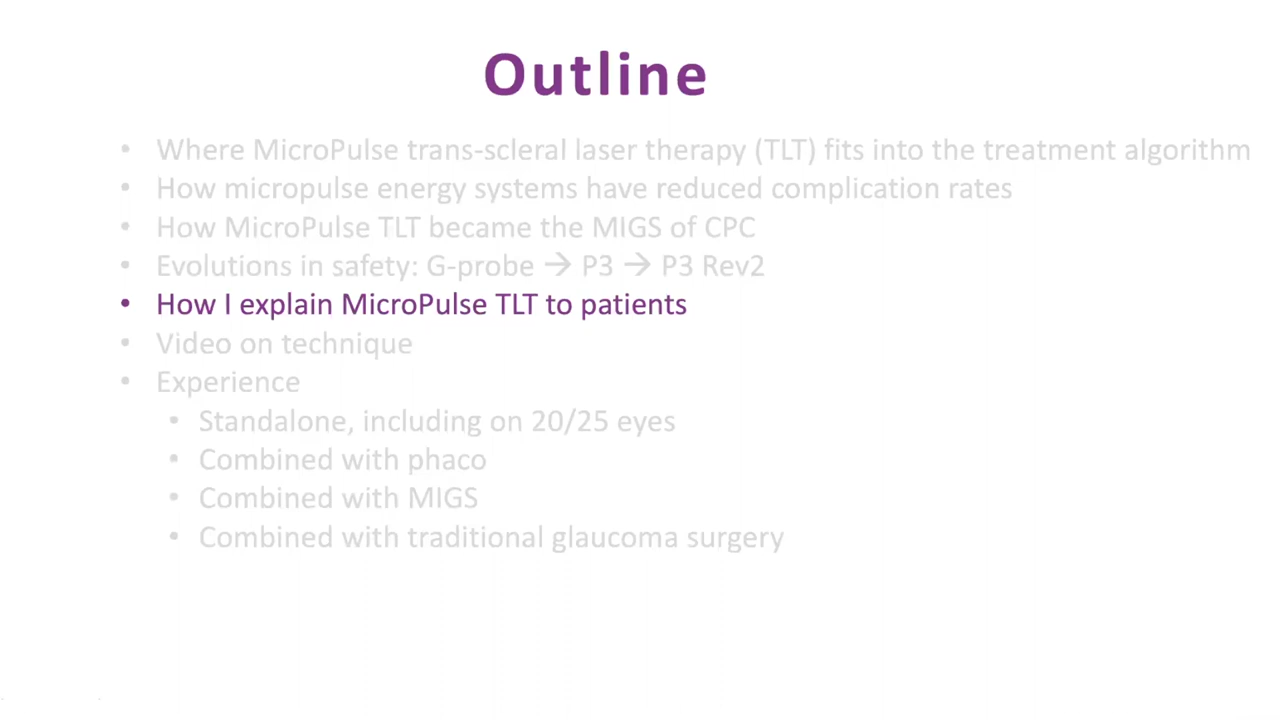 Outline
• Where MicroPulse trans-scleral laser therapy (TLT) fits into the treatment algorithm
• How micropulse energy systems have reduced complication rates
• How MicroPulse TLT became the MIGS of CPC
• Evolutions in safety: G-probe → P3 → P3 Rev2
• How I explain MicroPulse TLT to patients
• Video on technique
• Experience
• Standalone, including on 20/25 eyes
• Combined with phaco
• Combined with MIGS
• Combined with traditional glaucoma surgery